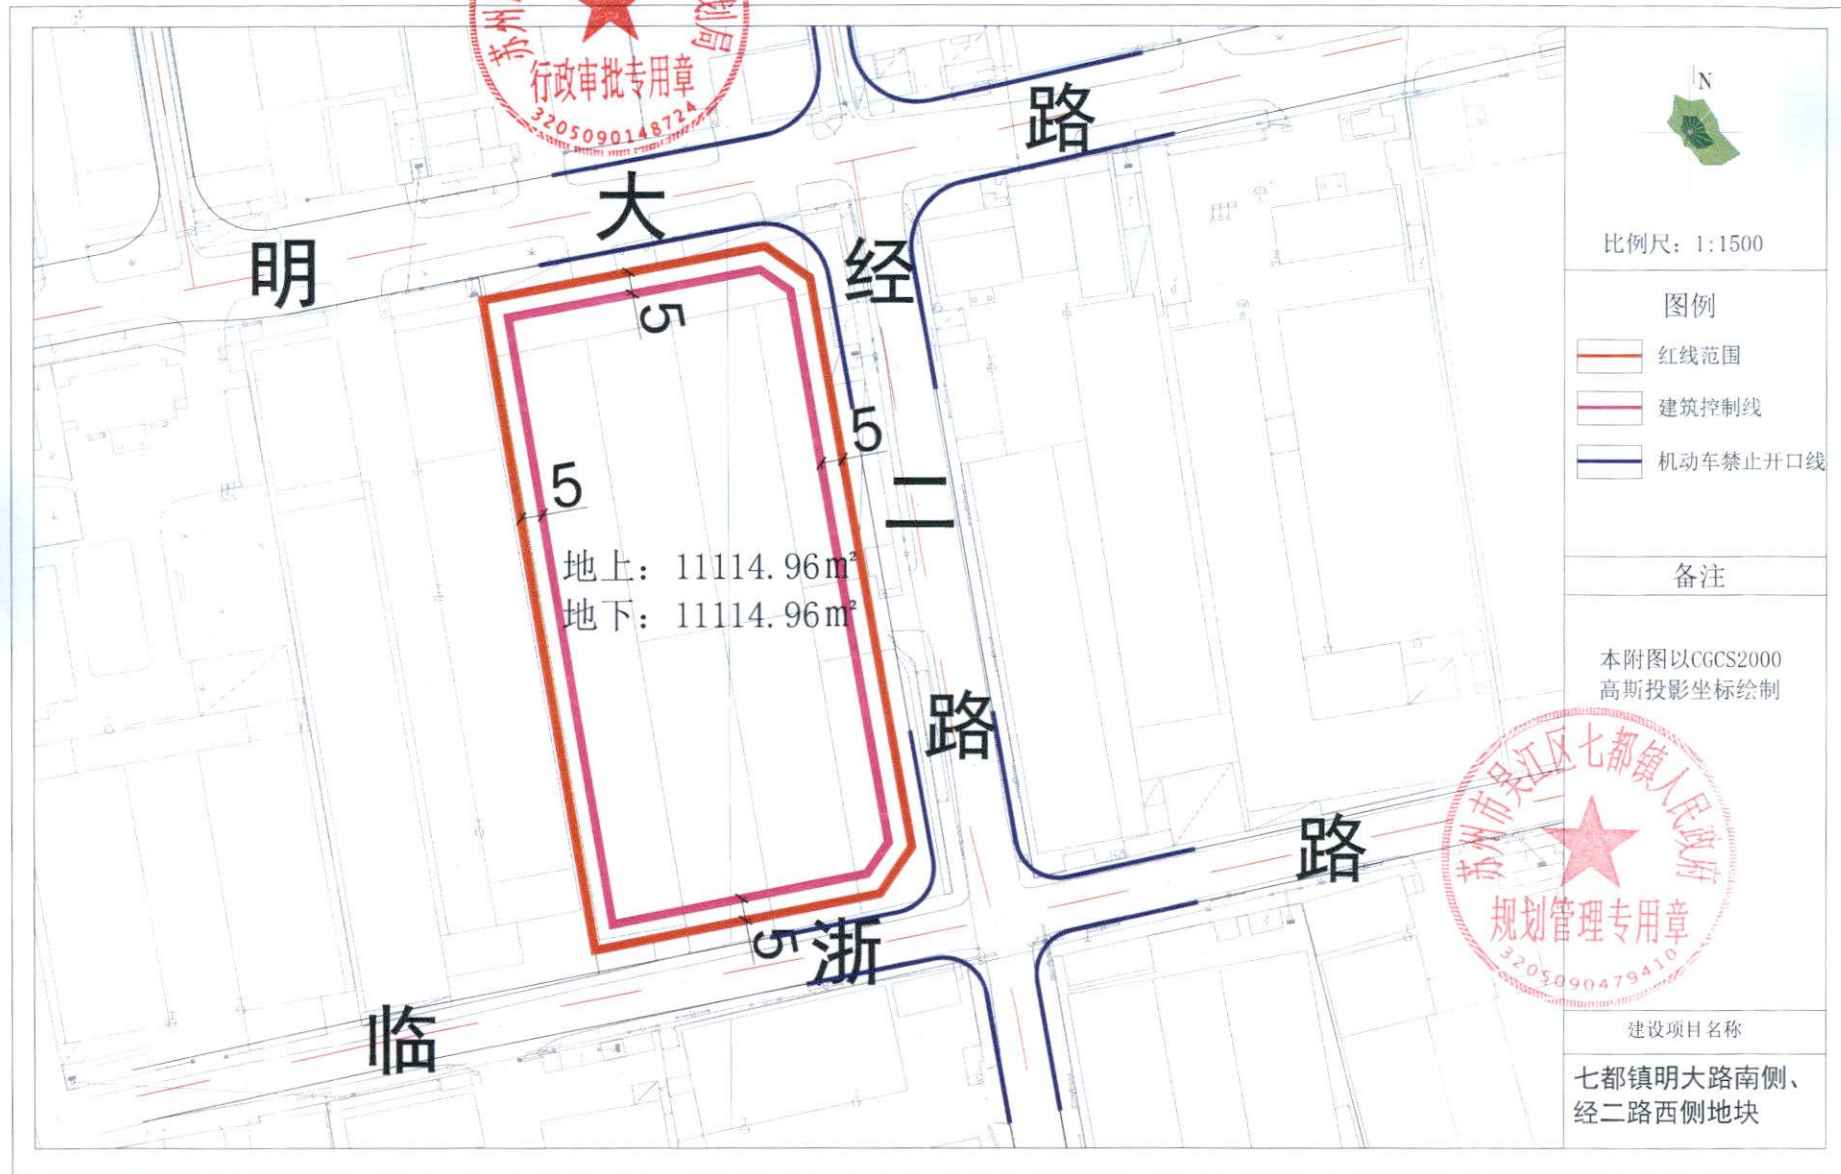 苏州
划局
行政审批专用章
3205090148724
明大路
经二路
临浙路
5
5
5
5
地上：11114.96㎡
地下：11114.96㎡
N
比例尺：1:1500
图例
红线范围
建筑控制线
机动车禁止开口线
备注
本附图以CGCS2000
高斯投影坐标绘制
苏州市吴江区七都镇人民政府
规划管理专用章
3205090479410
建设项目名称
七都镇明大路南侧、
经二路西侧地块